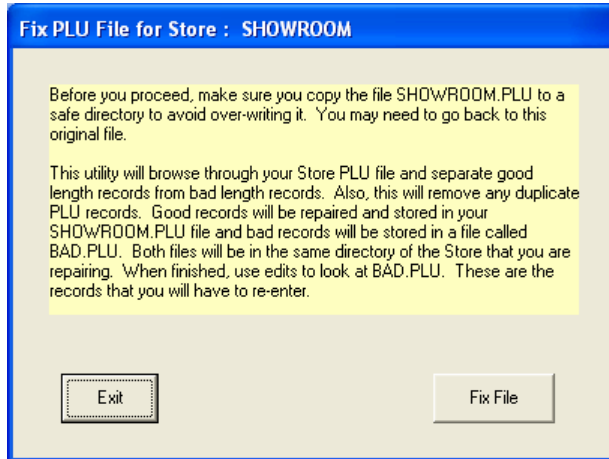 Fix PLU File for Store :  SHOWROOM
Before you proceed, make sure you copy the file SHOWROOM.PLU to a
safe directory to avoid over-writing it.  You may need to go back to this
original file.
This utility will browse through your Store PLU file and separate good
length records from bad length records.  Also, this will remove any duplicate
PLU records.  Good records will be repaired and stored in your
SHOWROOM.PLU file and bad records will be stored in a file called
BAD.PLU.  Both files will be in the same directory of the Store that you are
repairing.  When finished, use edits to look at BAD.PLU.  These are the
records that you will have to re-enter.
Exit
Fix File